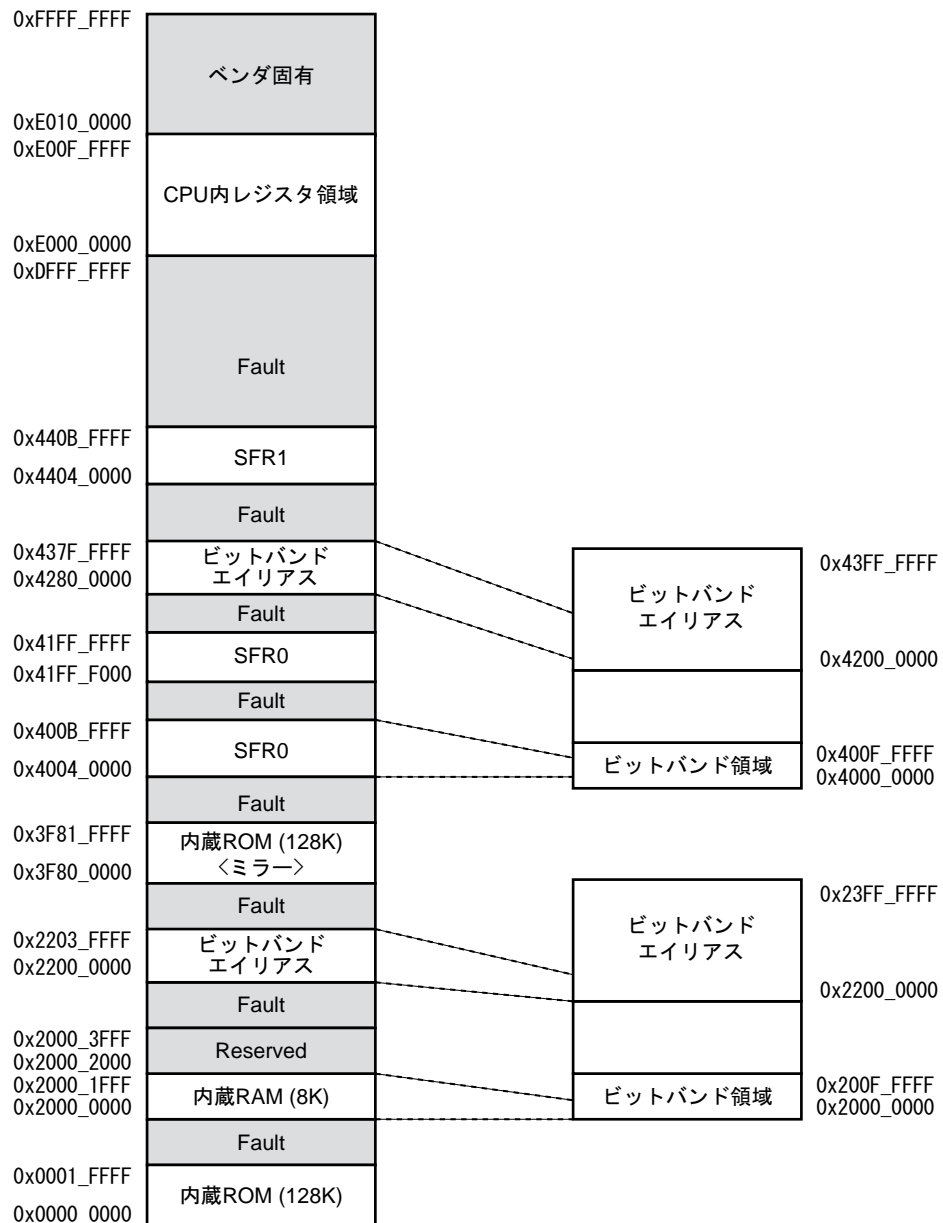 0xFFFF_FFFF
ベンダ固有
0xE010_0000
0xE00F_FFFF
CPU内レジスタ領域
0xE000_0000
0xDFFF_FFFF
Fault
0x440B_FFFF
SFR1
0x4404_0000
Fault
0x437F_FFFF
ビットバンド
エイリアス
0x4280_0000
Fault
0x41FF_FFFF
SFR0
0x41FF_F000
Fault
0x400B_FFFF
SFR0
0x4004_0000
Fault
0x3F81_FFFF
内蔵ROM (128K)
〈ミラー〉
0x3F80_0000
Fault
0x2203_FFFF
ビットバンド
エイリアス
0x2200_0000
Fault
0x2000_3FFF
Reserved
0x2000_2000
0x2000_1FFF
内蔵RAM (8K)
0x2000_0000
Fault
0x0001_FFFF
内蔵ROM (128K)
0x0000_0000
0x43FF_FFFF
ビットバンド
エイリアス
0x4200_0000
ビットバンド領域
0x400F_FFFF
0x4000_0000
0x23FF_FFFF
ビットバンド
エイリアス
0x2200_0000
ビットバンド領域
0x200F_FFFF
0x2000_0000